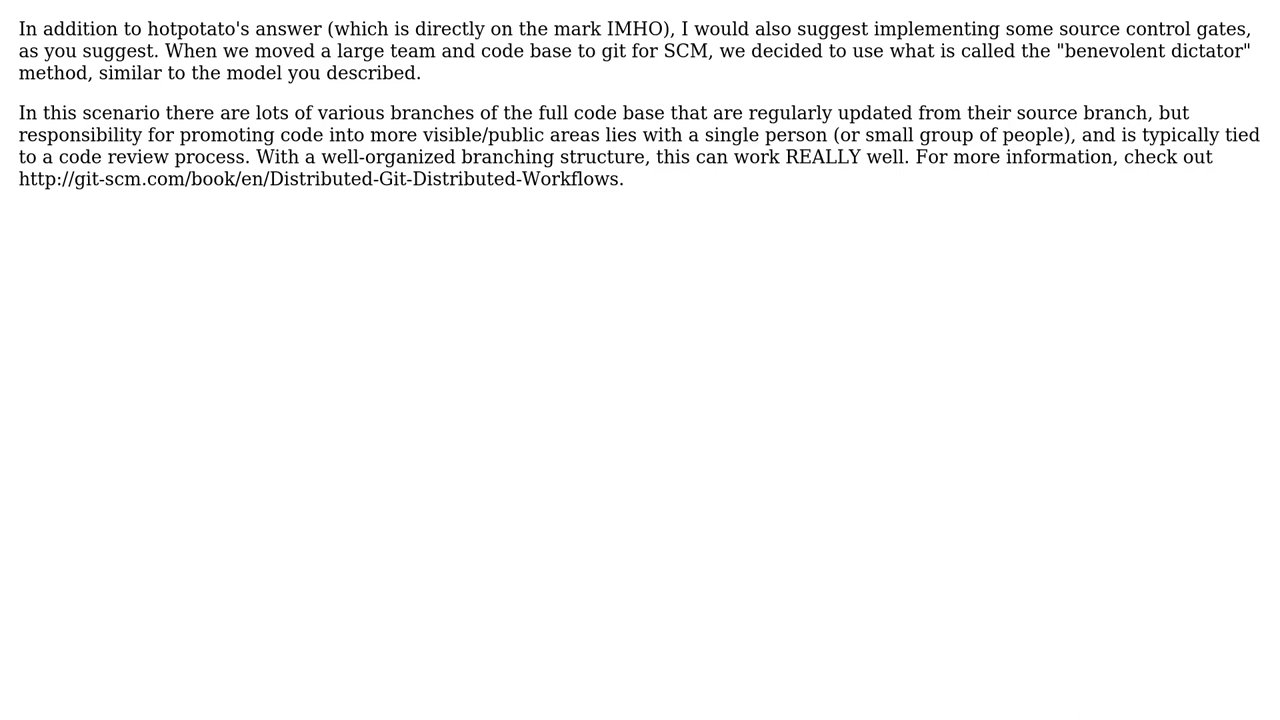 In addition to hotpotato's answer (which is directly on the mark IMHO), I would also suggest implementing some source control gates,
as you suggest. When we moved a large team and code base to git for SCM, we decided to use what is called the "benevolent dictator"
method, similar to the model you described.
In this scenario there are lots of various branches of the full code base that are regularly updated from their source branch, but
responsibility for promoting code into more visible/public areas lies with a single person (or small group of people), and is typically tied
to a code review process. With a well-organized branching structure, this can work REALLY well. For more information, check out
http://git-scm.com/book/en/Distributed-Git-Distributed-Workflows.